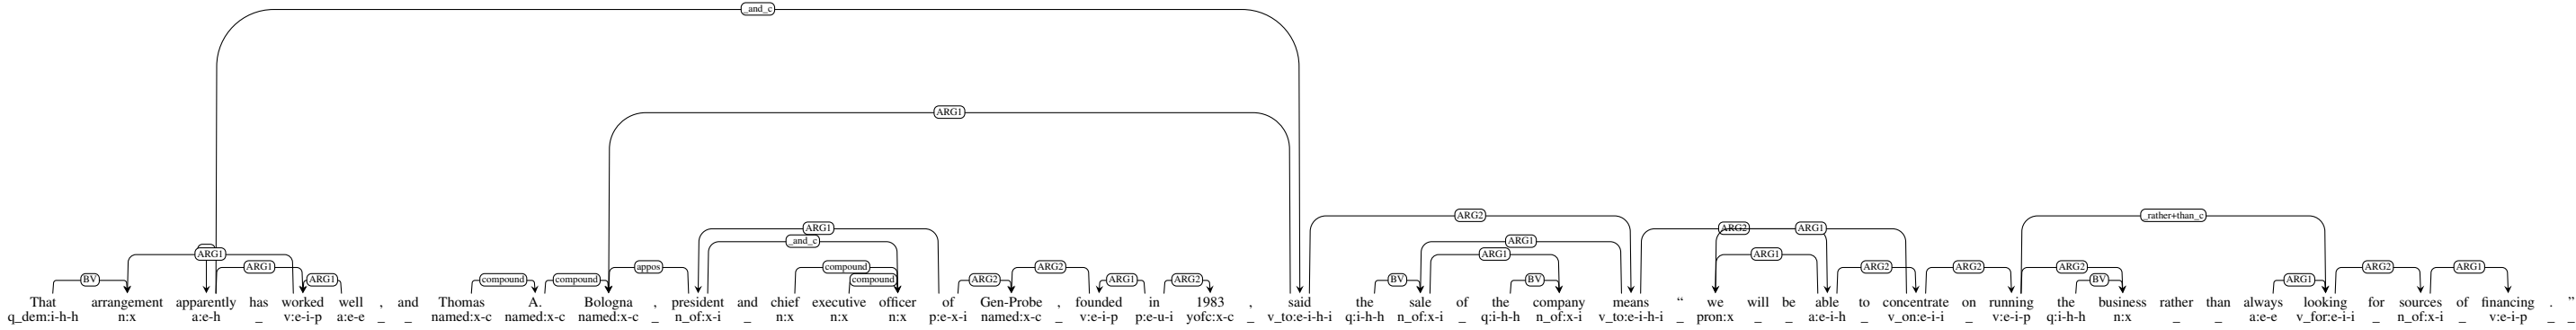 _and_c
ARG1
ARG2 _rather+than_c
ARG1 ARG2 ARG1
_and_c ARG1
ARG1 ARG1 ARG1
ARG1 appos compound ARG2 ARG2 ARG2 ARG2 ARG2 ARG1
BV ARG1 compound compound compound ARG2 ARG1 ARG2 BV BV BV ARG1
That arrangement apparently has worked well , and Thomas A. Bologna , president and chief executive officer of Gen-Probe , founded in 1983 , said the sale of the company means “ we will be able to concentrate on running the business rather than always looking for sources of financing . ”
q_dem:i-h-h n:x a:e-h _ v:e-i-p a:e-e _ _ named:x-c named:x-c named:x-c _ n_of:x-i _ n:x n:x n:x p:e-x-i named:x-c _ v:e-i-p p:e-u-i yofc:x-c _ v_to:e-i-h-i q:i-h-h n_of:x-i _ q:i-h-h n_of:x-i v_to:e-i-h-i _ pron:x _ _ a:e-i-h _ v_on:e-i-i _ v:e-i-p q:i-h-h n:x _ _ a:e-e v_for:e-i-i _ n_of:x-i _ v:e-i-p _ _